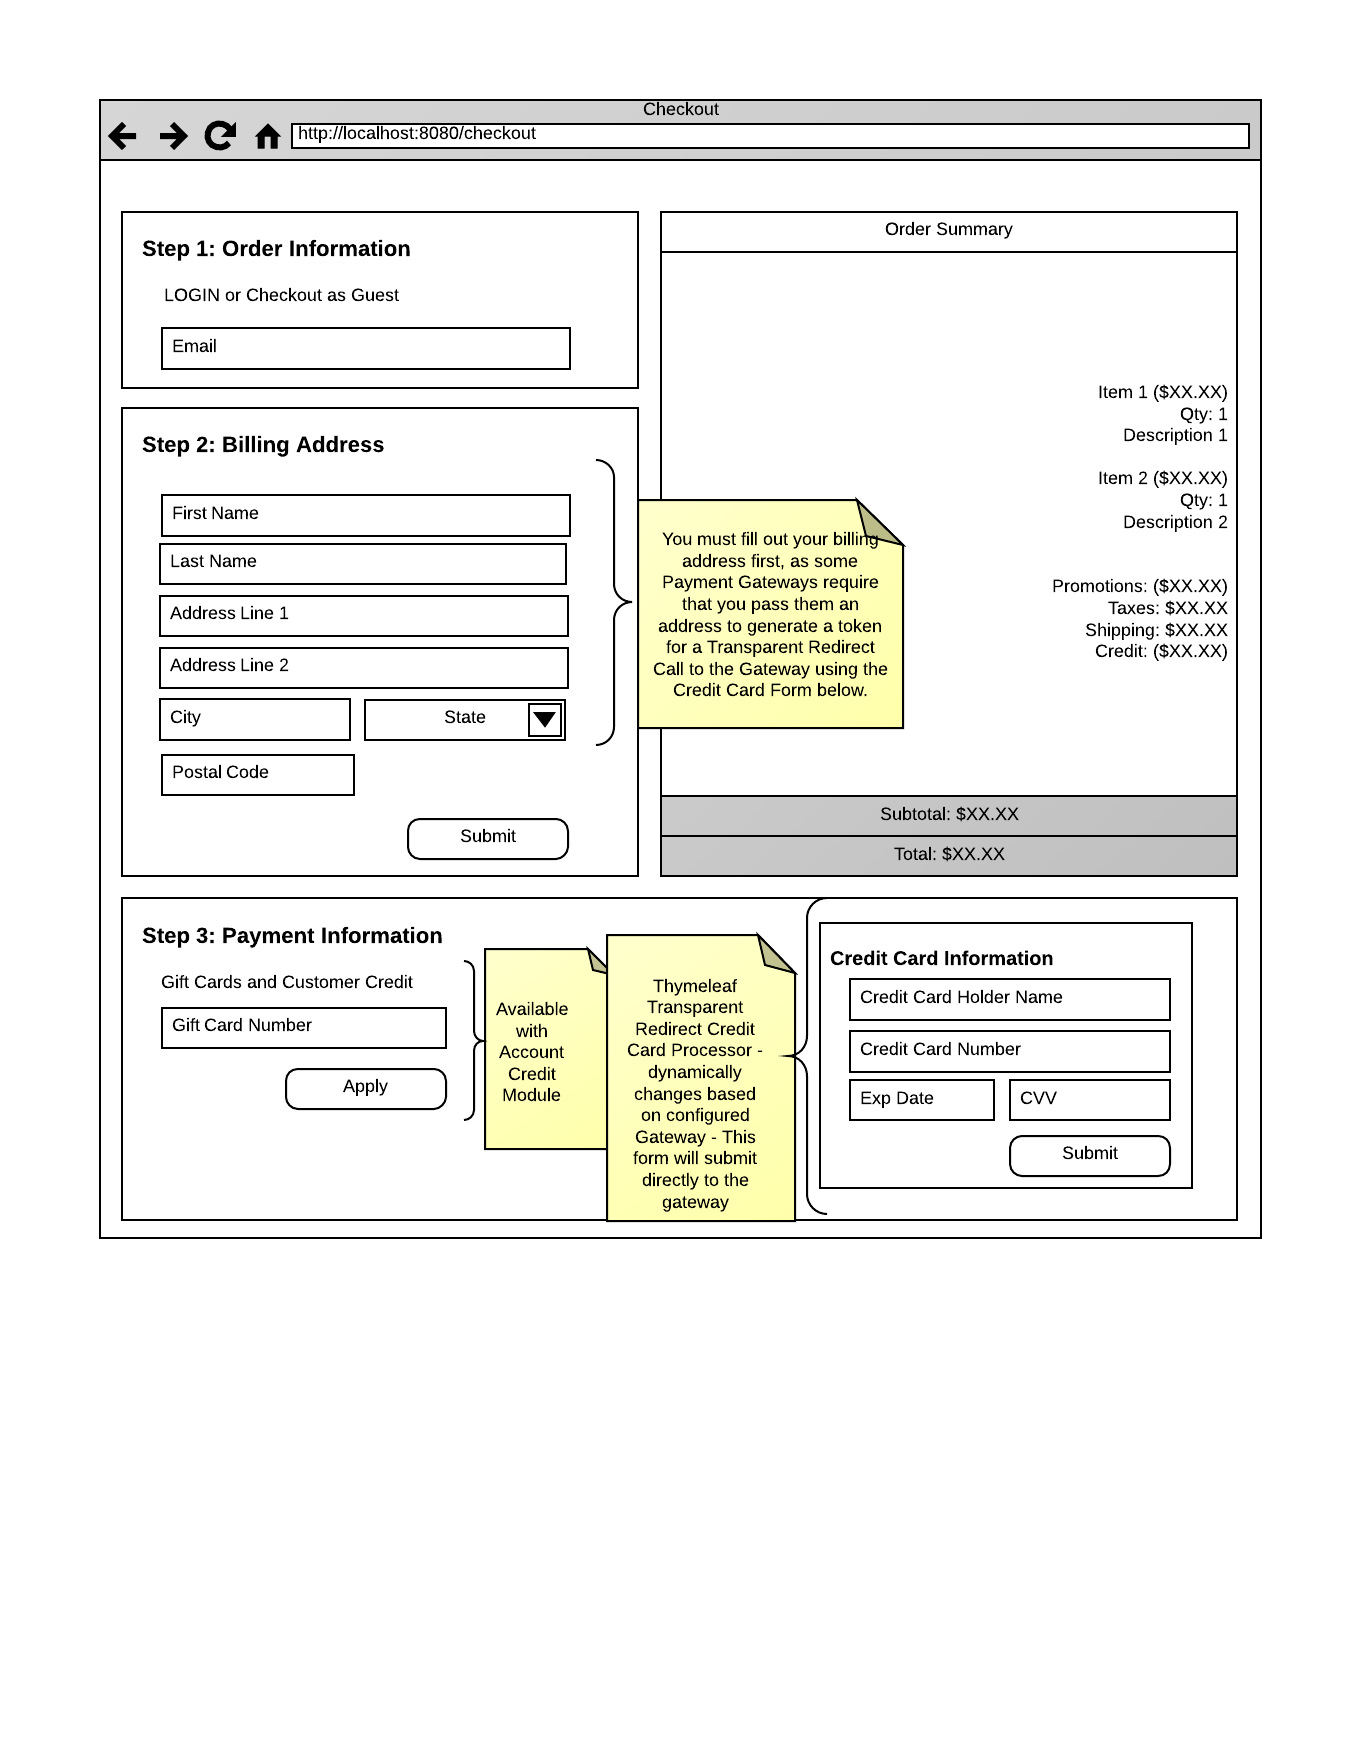 Checkout
http://localhost:8080/checkout
Step 1: Order Information
LOGIN or Checkout as Guest
Email
Step 2: Billing Address
First Name
Last Name
Address Line 1
Address Line 2
City
State
Postal Code
Submit
You must fill out your billing
address first, as some
Payment Gateways require
that you pass them an
address to generate a token
for a Transparent Redirect
Call to the Gateway using the
Credit Card Form below.
Order Summary
Item 1 ($XX.XX)
Qty: 1
Description 1
Item 2 ($XX.XX)
Qty: 1
Description 2
Promotions: ($XX.XX)
Taxes: $XX.XX
Shipping: $XX.XX
Credit: ($XX.XX)
Subtotal: $XX.XX
Total: $XX.XX
Step 3: Payment Information
Gift Cards and Customer Credit
Gift Card Number
Apply
Available
with
Account
Credit
Module
Thymeleaf
Transparent
Redirect Credit
Card Processor -
dynamically
changes based
on configured
Gateway - This
form will submit
directly to the
gateway
Credit Card Information
Credit Card Holder Name
Credit Card Number
Exp Date
CVV
Submit